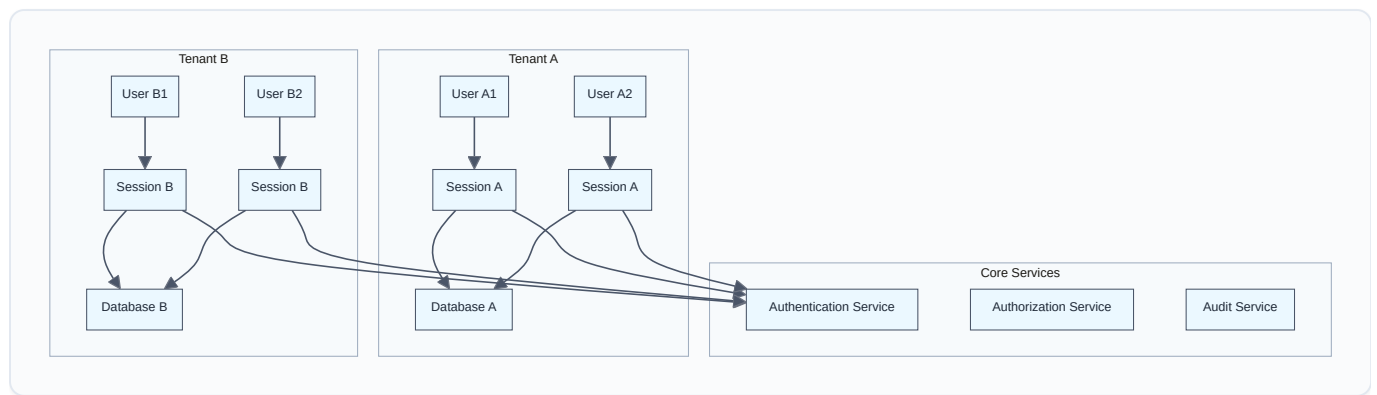 Tenant B
User B1
User B2
Session B
Session B
Database B
Tenant A
User A1
User A2
Session A
Session A
Database A
Core Services
Authentication Service
Authorization Service
Audit Service